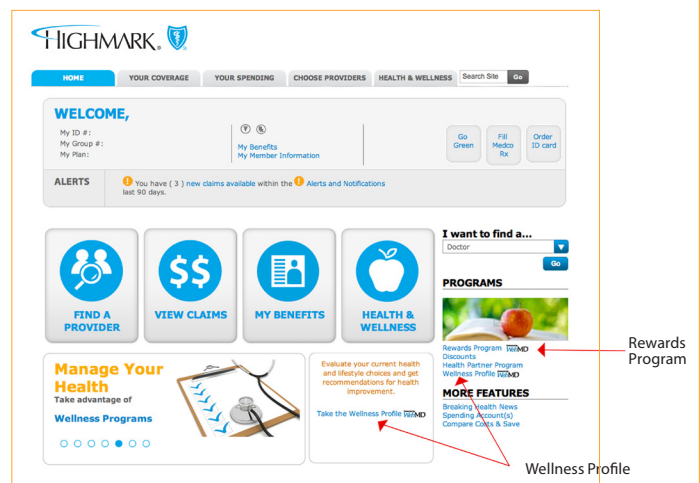 HIGHMARK.
HOME YOUR COVERAGE YOUR SPENDING CHOOSE PROVIDERS HEALTH & WELLNESS Search Site Go
WELCOME,
My ID #:
My Group #:
My Plan:
My Benefits
My Member Information
Go
Green
Fill
Medco
Rx
Order
ID card
ALERTS
! You have ( 3 ) new claims available within the ! Alerts and Notifications
last 90 days.
FIND A
PROVIDER
$$
VIEW CLAIMS
MY BENEFITS
HEALTH &
WELLNESS
I want to find a...
Doctor
Go
PROGRAMS
Rewards Program WebMD
Discounts
Health Partner Program
Wellness Profile WebMD
MORE FEATURES
Breaking Health News
Spending Account(s)
Compare Costs & Save
Manage Your
Health
Take advantage of
Wellness Programs
Evaluate your current health
and lifestyle choices and get
recommendations for health
improvement.
Take the Wellness Profile WebMD
Rewards
Program
Wellness Profile